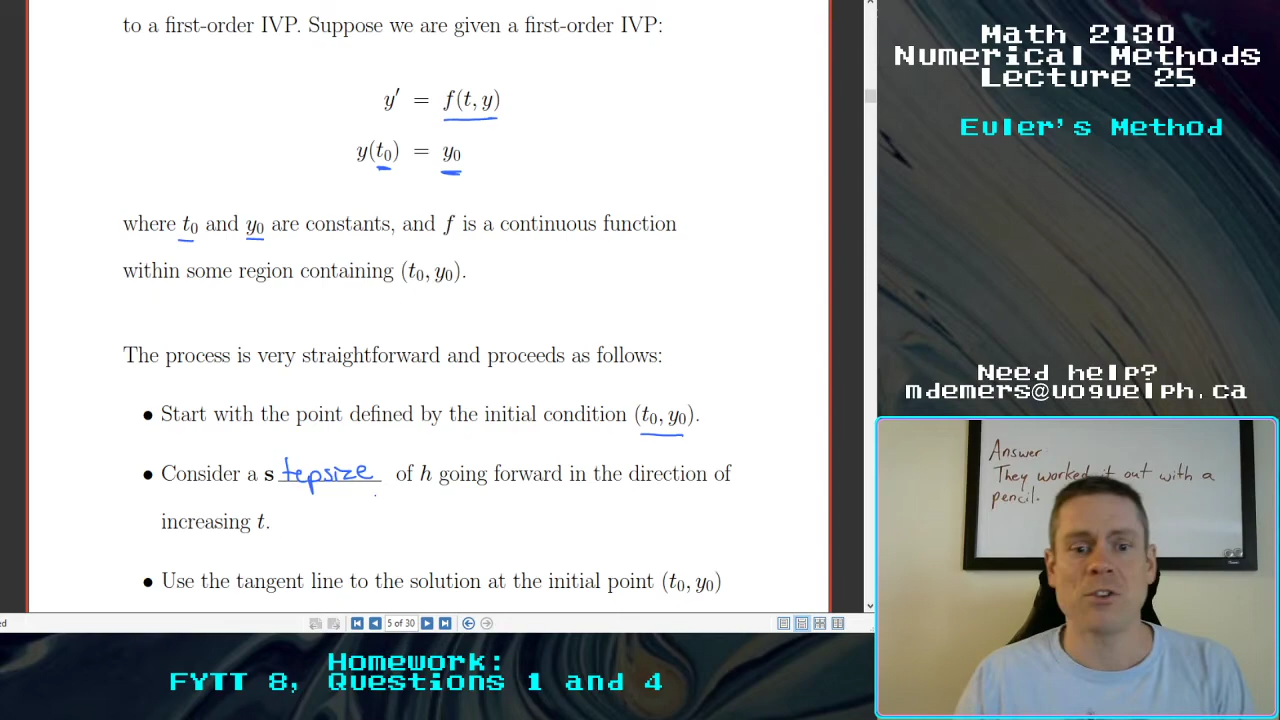 to a first-order IVP. Suppose we are given a first-order IVP:
y′ = f(t, y)
y(t₀) = y₀
where t₀ and y₀ are constants, and f is a continuous function
within some region containing (t₀, y₀).
The process is very straightforward and proceeds as follows:
• Start with the point defined by the initial condition (t₀, y₀).
• Consider a stepsize of h going forward in the direction of
increasing t.
• Use the tangent line to the solution at the initial point (t₀, y₀)
ed
5 of 30
Math 2130
Numerical Methods
Lecture 25
Euler's Method
Need help?
mdemers@uoguelph.ca
Answer
They worked it out with a
pencil.
Homework:
FYTT 8, Questions 1 and 4